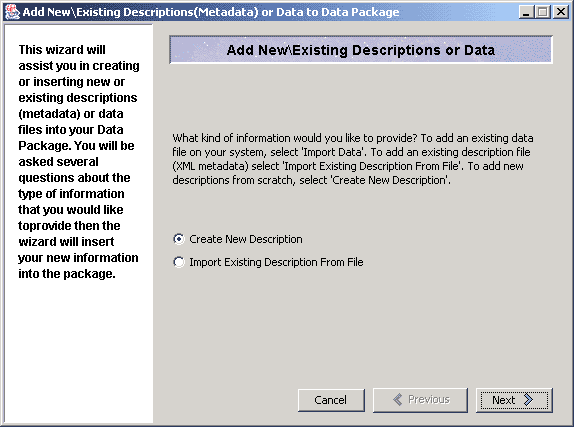 Add New\Existing Descriptions(Metadata) or Data to Data Package
This wizard will
assist you in creating
or inserting new or
existing descriptions
(metadata) or data
files into your Data
Package. You will be
asked several
questions about the
type of information
that you would like
toprovide then the
wizard will insert
your new information
into the package.
Add New\Existing Descriptions or Data
What kind of information would you like to provide? To add an existing data
file on your system, select 'Import Data'. To add an existing description file
(XML metadata) select 'Import Existing Description From File'. To add new
descriptions from scratch, select 'Create New Description'.
Create New Description
Import Existing Description From File
Cancel
Previous
Next